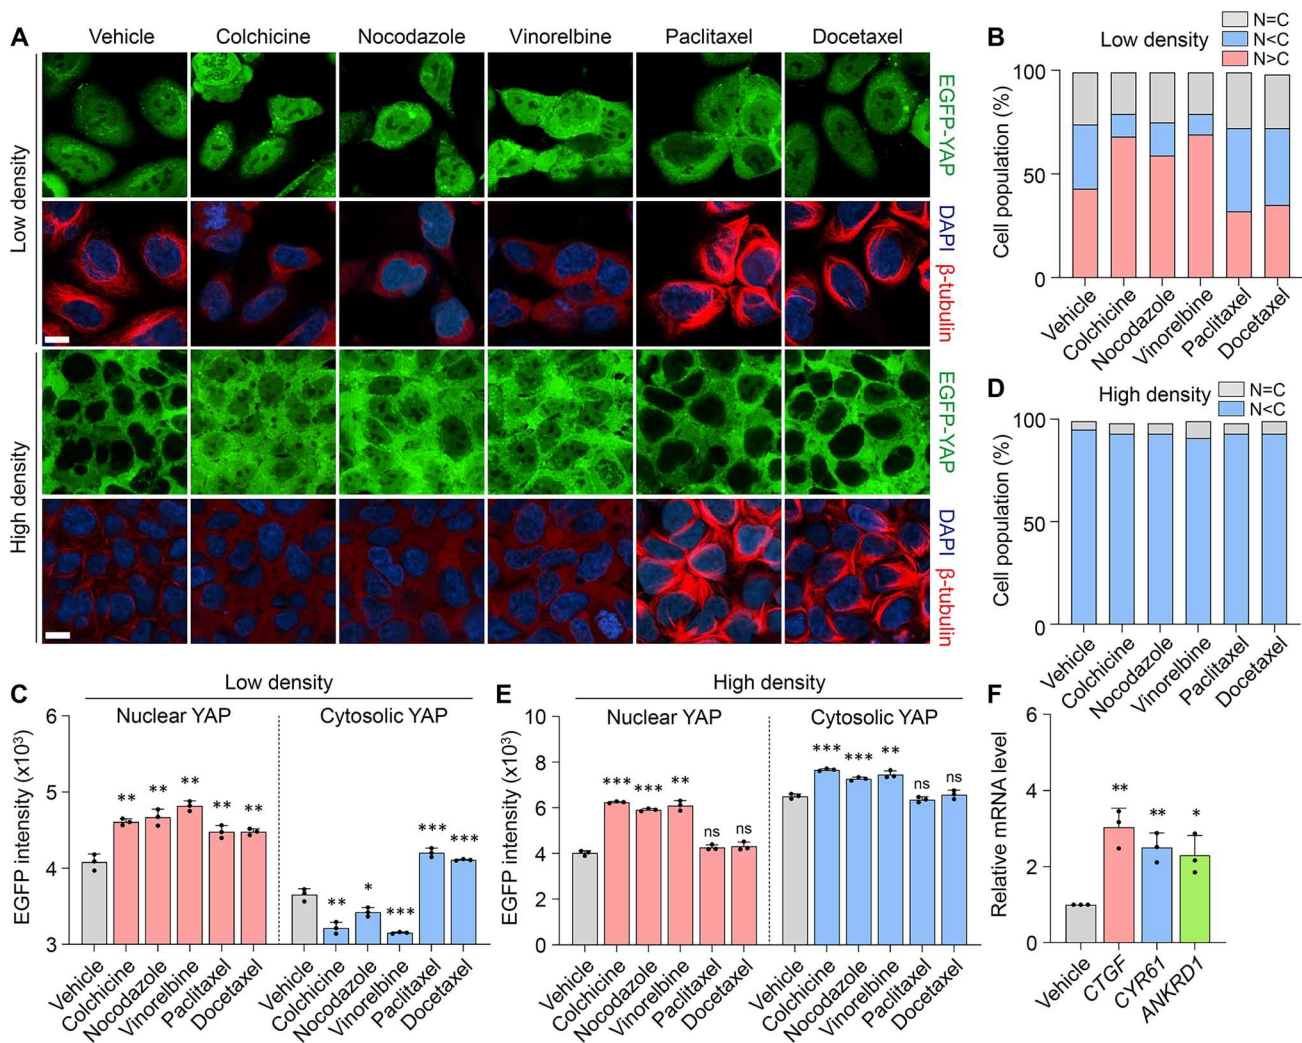 A
Vehicle Colchicine Nocodazole Vinorelbine Paclitaxel Docetaxel
Low density
EGFP-YAP
DAPI β-tubulin
High density
EGFP-YAP
DAPI β-tubulin
B
Low density
N=C
N<C
N>C
Cell population (%)
100
50
0
Vehicle
Colchicine
Nocodazole
Vinorelbine
Paclitaxel
Docetaxel
D
High density
N=C
N<C
Cell population (%)
100
50
0
Vehicle
Colchicine
Nocodazole
Vinorelbine
Paclitaxel
Docetaxel
C
Low density
Nuclear YAP Cytosolic YAP
EGFP intensity (x10³)
6
5
4
3
** ** ** ** ** ** * *** *** ***
Vehicle
Colchicine
Nocodazole
Vinorelbine
Paclitaxel
Docetaxel
Vehicle
Colchicine
Nocodazole
Vinorelbine
Paclitaxel
Docetaxel
E
High density
Nuclear YAP Cytosolic YAP
EGFP intensity (x10³)
10
8
6
4
2
0
*** *** ** ns ns *** *** ** ns ns
Vehicle
Colchicine
Nocodazole
Vinorelbine
Paclitaxel
Docetaxel
Vehicle
Colchicine
Nocodazole
Vinorelbine
Paclitaxel
Docetaxel
F
Relative mRNA level
6
4
2
0
** ** *
Vehicle
CTGF
CYR61
ANKRD1